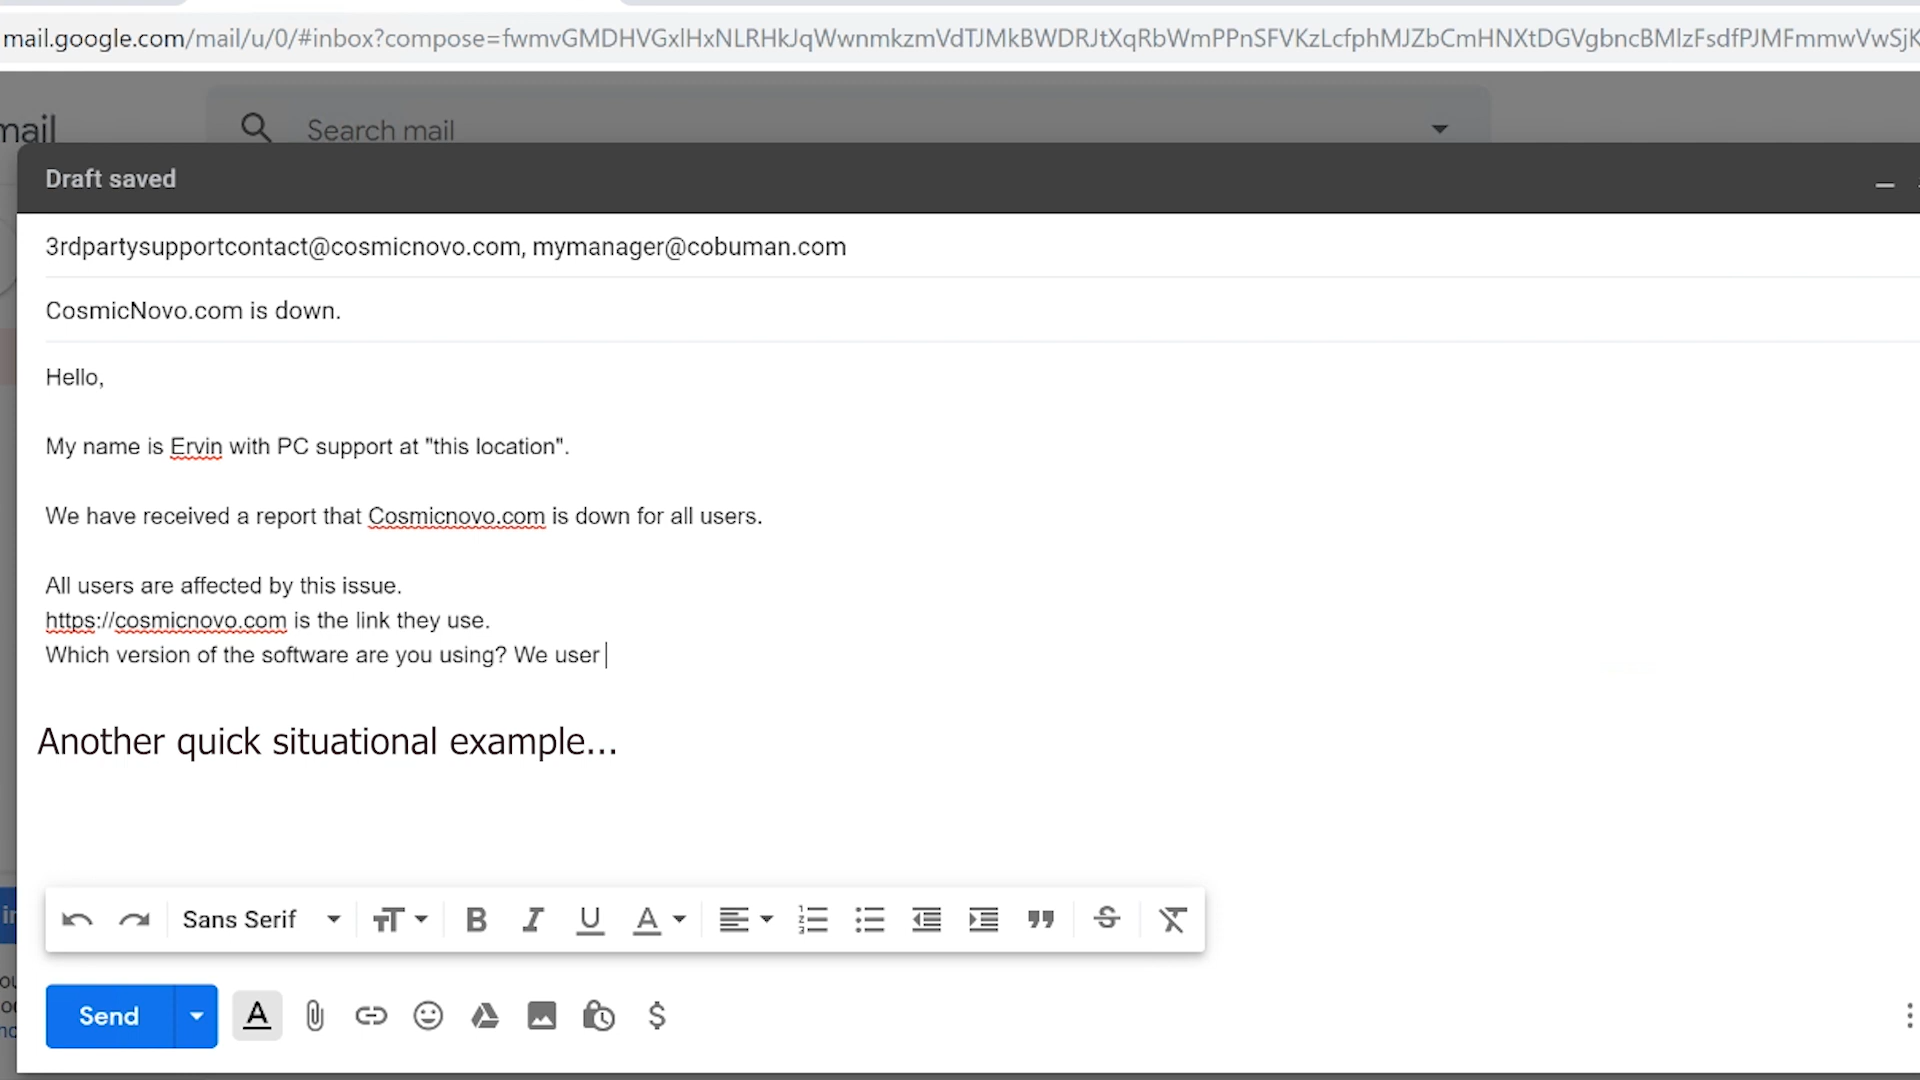 mail.google.com/mail/u/0/#inbox?compose=fwmvGMDHVGxlHxNLRHkJqWwnmkzmVdTJMkBWDRJtXqRbWmPPnSFVKzLcfphMJZbCmHNXtDGVgbncBMlzFsdfPJMFmmwVwSjK
mail
Search mail
Draft saved
3rdpartysupportcontact@cosmicnovo.com, mymanager@cobuman.com
CosmicNovo.com is down.
Hello,
My name is Ervin with PC support at "this location".
We have received a report that Cosmicnovo.com is down for all users.
All users are affected by this issue.
https://cosmicnovo.com is the link they use.
Which version of the software are you using? We user
Another quick situational example...
Sans Serif
Send